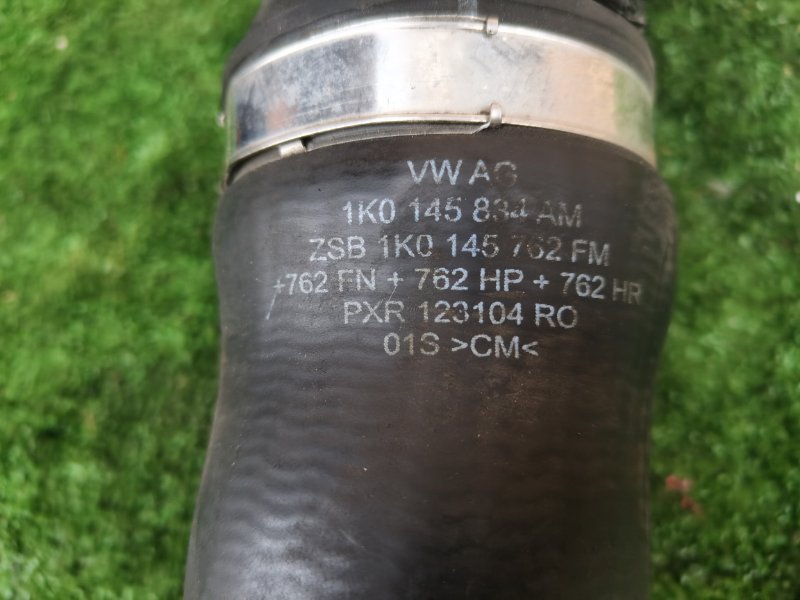 VW AG
1K0 145 834 AM
ZSB 1K0 145 762 FM
+762 FN + 762 HP + 762 HR
PXR 123104 RO
01S >CM<